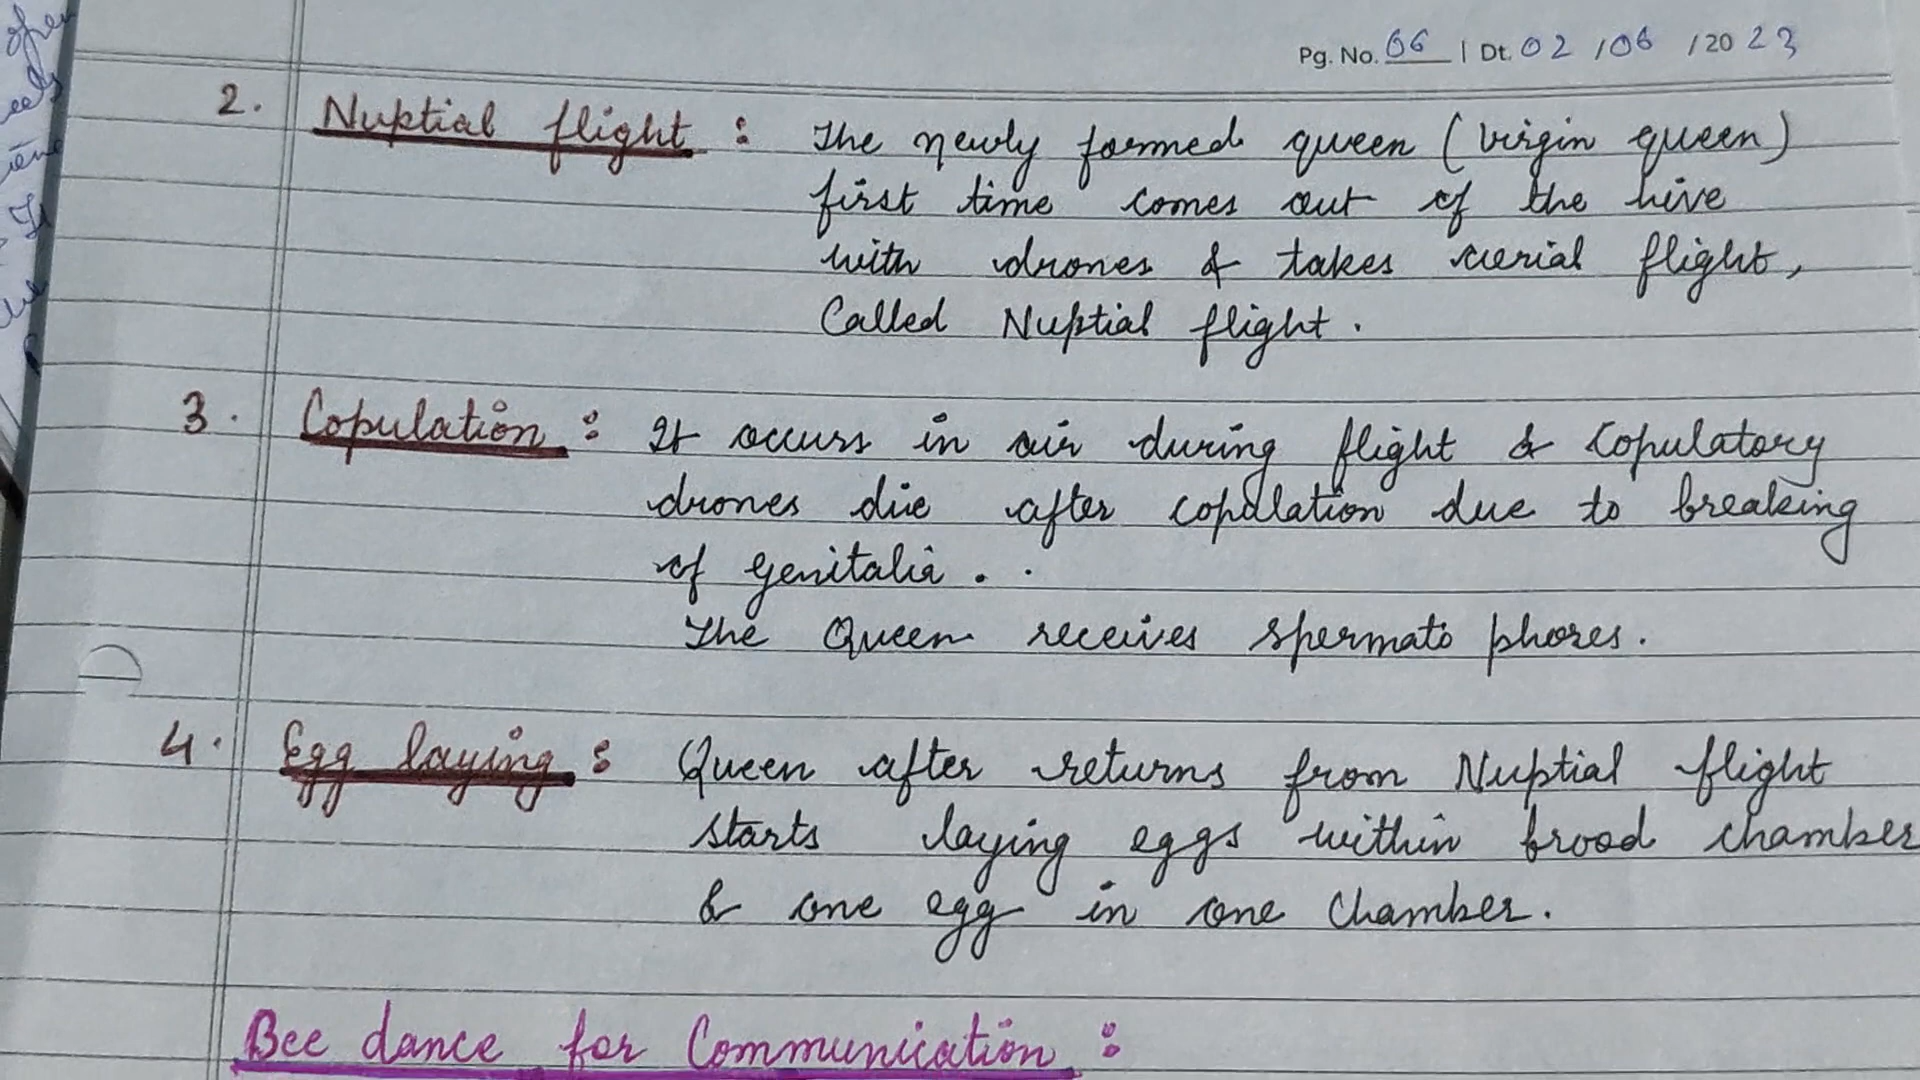 Pg. No. 06 | Dt. 02 / 06 / 2023
2. Nuptial flight : The newly formed queen (virgin queen)
first time comes out of the hive
with drones & takes aerial flight,
Called Nuptial flight.
3. Copulation : It occurs in air during flight & Copulatory
drones die after copulation due to breaking
of genitalia . .
The Queen receives spermato phores.
4. Egg laying : Queen after returns from Nuptial flight
starts laying eggs within brood chamber
& one egg in one Chamber.
Bee dance for Communication :